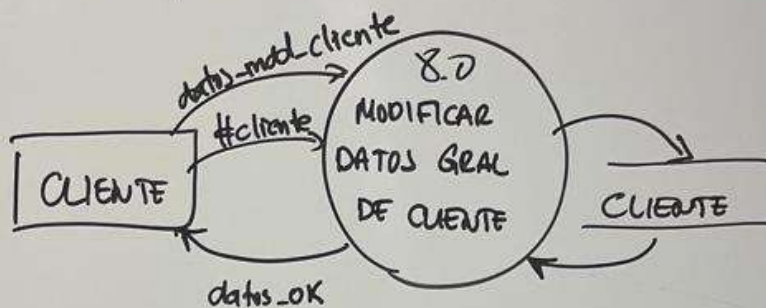 datos_mod_cliente
#cliente
CLIENTE
datos_OK
8.0
MODIFICAR
DATOS GRAL
DE CLIENTE
CLIENTE